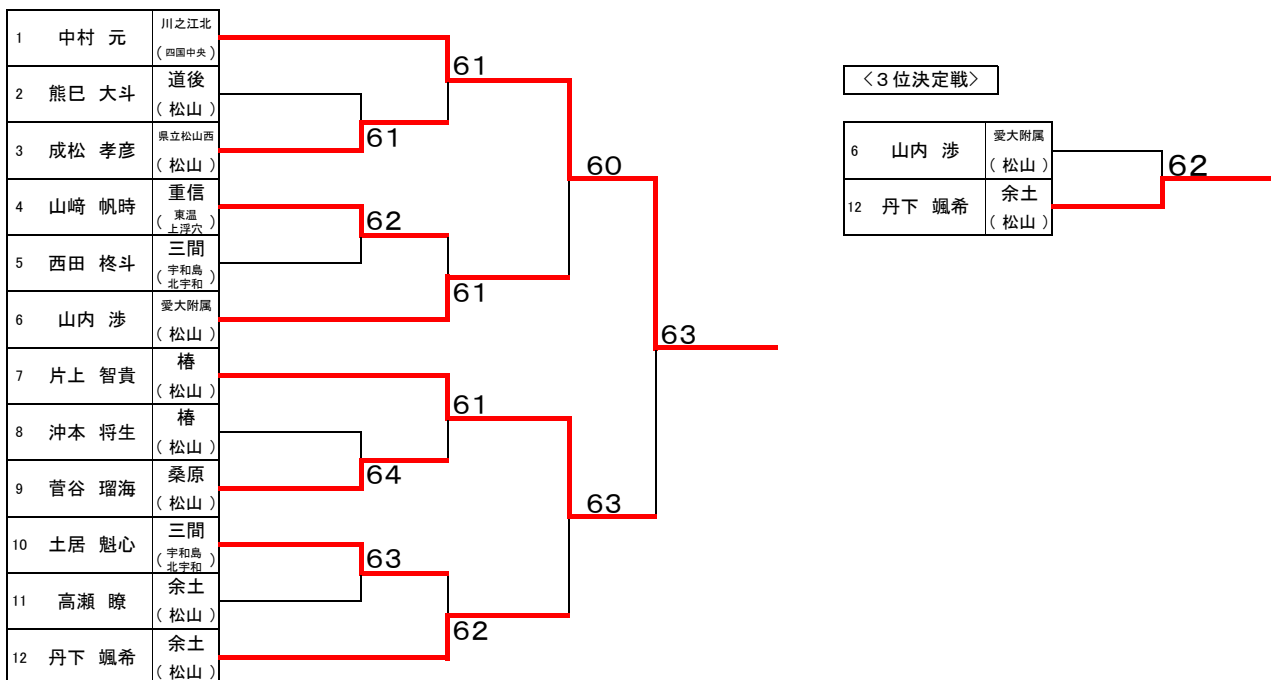 川之江北
1 中村 元
( 四国中央 )
61
道後
2 熊巳 大斗
( 松山 )
県立松山西
61
3 成松 孝彦
( 松山 )
60
重信
4 山﨑 帆時
( 東温
上浮穴 )
62
三間
5 西田 柊斗
( 宇和島
北宇和 )
61
愛大附属
6 山内 渉
( 松山 )
63
椿
7 片上 智貴
( 松山 )
61
椿
8 沖本 将生
( 松山 )
桑原
64
9 菅谷 瑠海
( 松山 )
63
三間
10 土居 魁心
( 宇和島
北宇和 )
63
余土
11 高瀬 瞭
( 松山 )
62
余土
12 丹下 颯希
( 松山 )
<3位決定戦>
愛大附属
6 山内 渉
( 松山 )
62
余土
12 丹下 颯希
( 松山 )